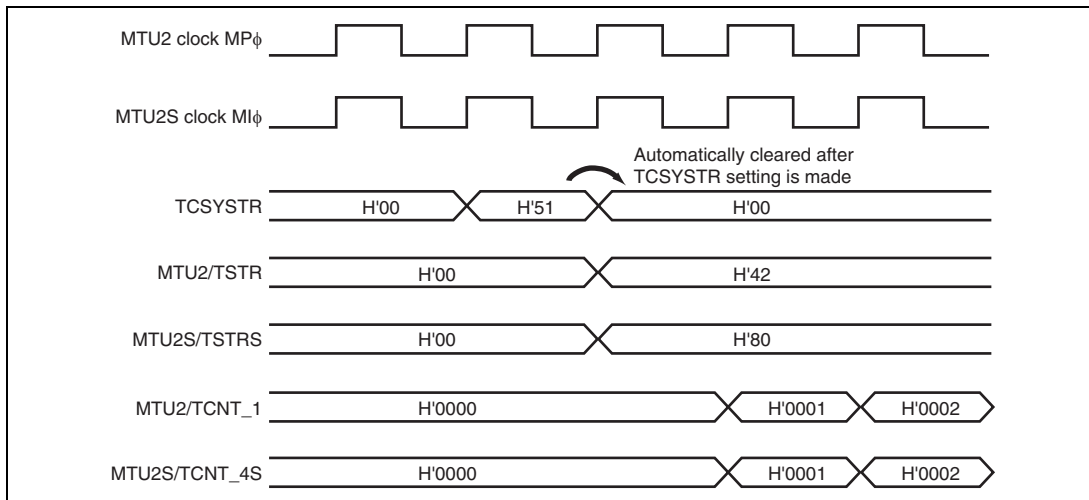 MTU2 clock MPϕ
MTU2S clock MIϕ
Automatically cleared after
TCSYSTR setting is made
TCSYSTR H'00 H'51 H'00
MTU2/TSTR H'00 H'42
MTU2S/TSTRS H'00 H'80
MTU2/TCNT_1 H'0000 H'0001 H'0002
MTU2S/TCNT_4S H'0000 H'0001 H'0002